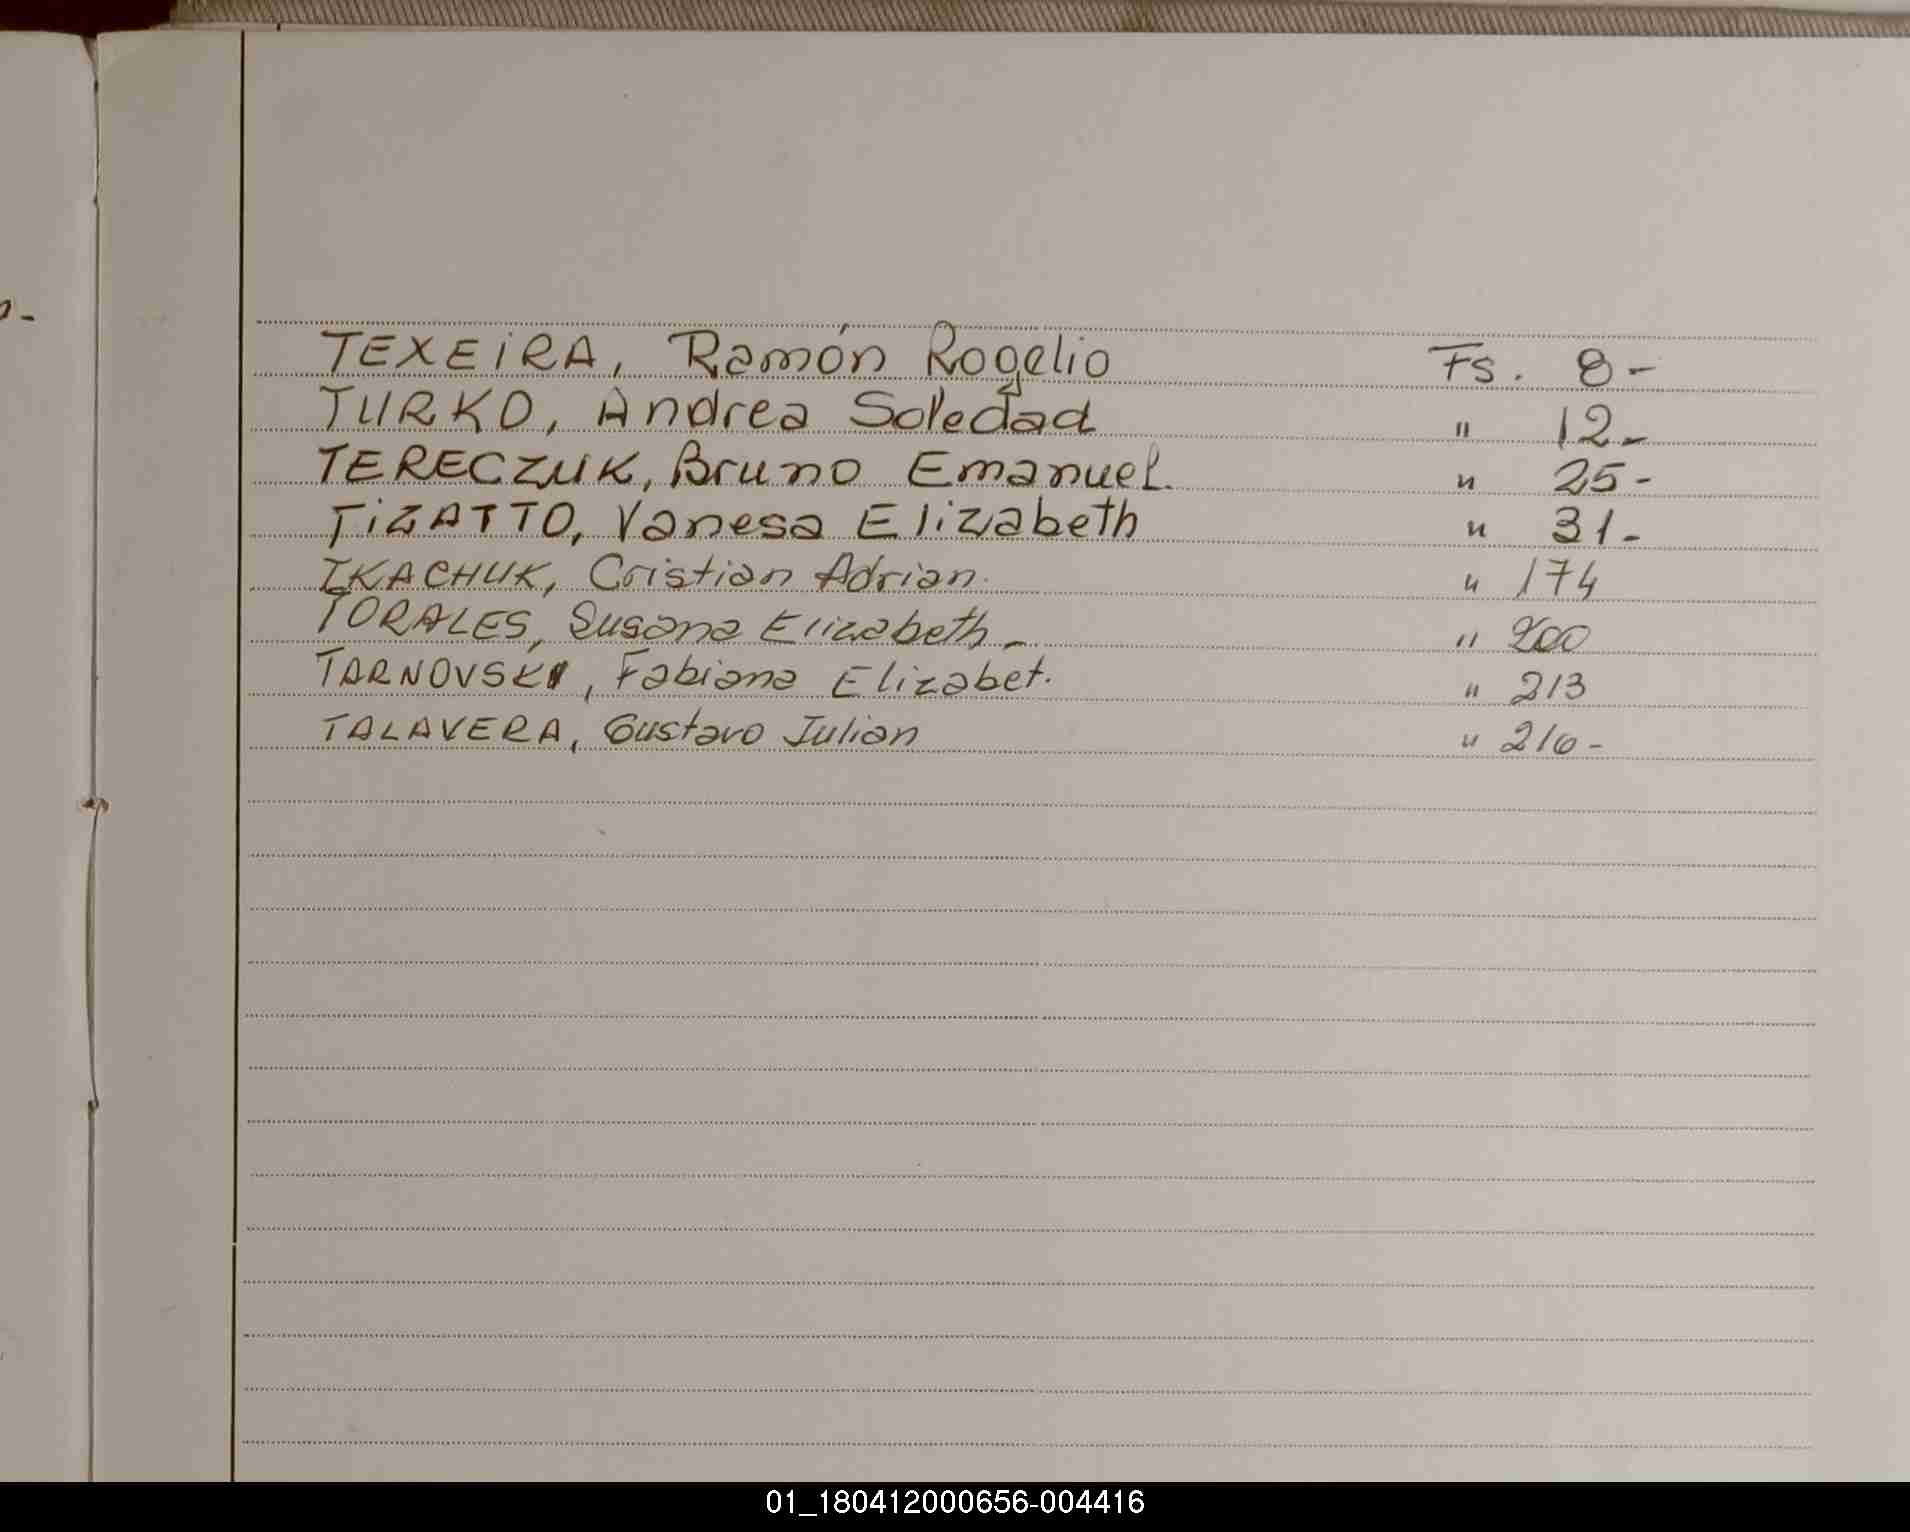 TEXEIRA, Ramón Rogelio Fs. 8-
TURKO, Andrea Soledad " 12-
TERECZUK, Bruno Emanuel. " 25-
TIZATTO, Vanesa Elizabeth " 31-
TKACHUK, Cristian Adrian. " 174
TORALES, Susana Elizabeth - " 200
TARNOVSKI, Fabiana Elizabet. " 213
TALAVERA, Gustavo Julian " 216-
01_180412000656-004416